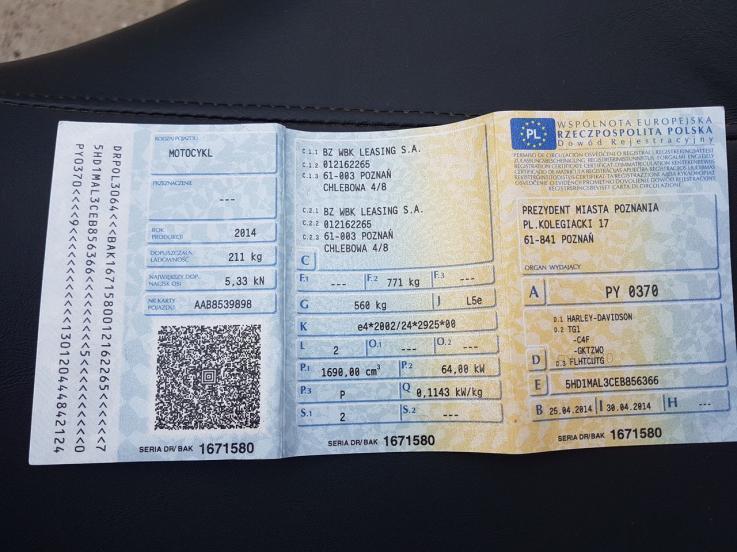 DRPOL3064<<BAK1671580012162265<<<<<<7
5HD1MAL3CEB856366<<<<<<<5<<<<<<<<<<0
PY0370<<<9<<<<<<<<<<<<<1301204448421 24
RODZAJ POJAZDU
MOTOCYKL
PRZEZNACZENIE
---
ROK PRODUKCJI 2014
DOPUSZCZALNA ŁADOWNOŚĆ 211 kg
NAJWIĘKSZY DOP. NACISK OSI 5,33 kN
NR KARTY POJAZDU AAB8539898
SERIA DR/BAK 1671580
C.1.1 BZ WBK LEASING S.A.
C.1.2 012162265
C.1.3 61-003 POZNAŃ
CHLEBOWA 4/8
C.2.1 BZ WBK LEASING S.A.
C.2.2 012162265
C.2.3 61-003 POZNAŃ
CHLEBOWA 4/8
C
F.1 --- F.2 771 kg F.3 ---
G 560 kg J L5e
K e4*2002/24*2925*00
L 2 O.1 --- O.2 ---
P.1 1690,00 cm³ P.2 64,00 kW
P.3 P Q 0,1143 kW/kg
S.1 2 S.2 ---
SERIA DR/BAK 1671580
PL
WSPÓLNOTA EUROPEJSKA
RZECZPOSPOLITA POLSKA
Dowód Rejestracyjny
PREZYDENT MIASTA POZNANIA
PL.KOLEGIACKI 17
61-841 POZNAŃ
ORGAN WYDAJĄCY
A PY 0370
D.1 HARLEY-DAVIDSON
D.2 TG1
-C4F
-GKTZWO
D D.3 FLHTCUTG
E 5HD1MAL3CEB856366
B 25.04.2014 I 30.04.2014 H ---
SERIA DR/BAK 1671580